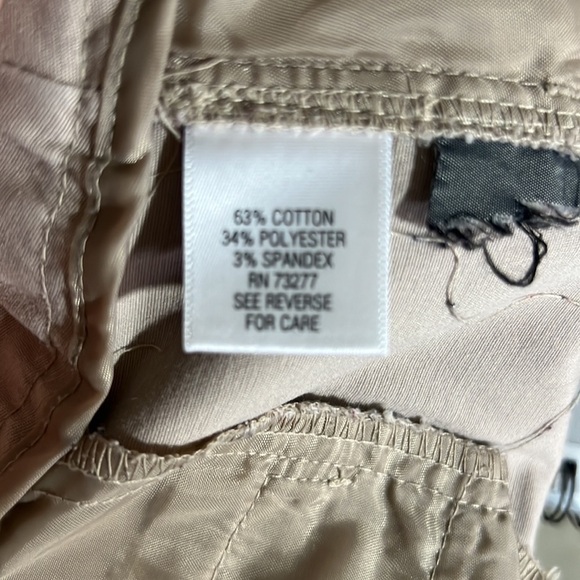 63% COTTON
34% POLYESTER
3% SPANDEX
RN 73277
SEE REVERSE
FOR CARE